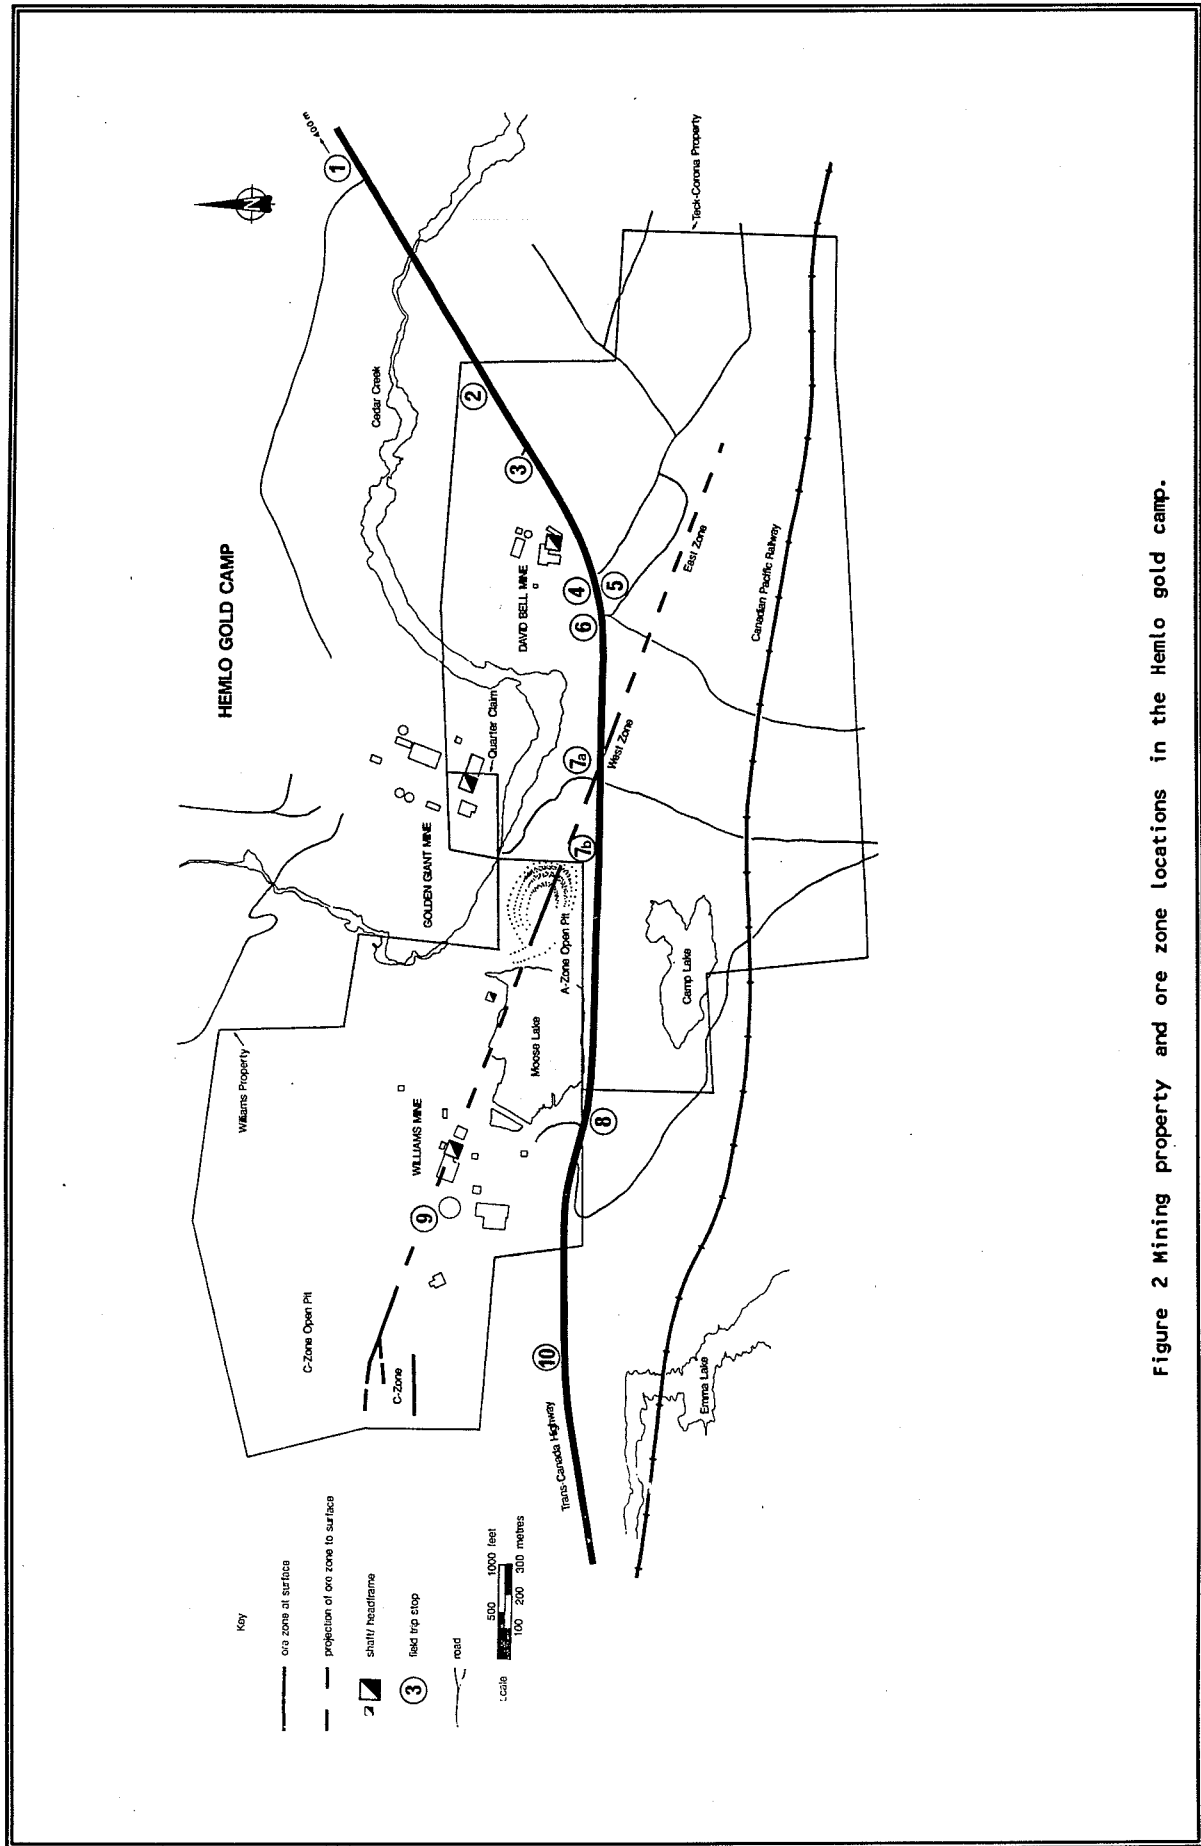 HEMLO GOLD CAMP
N
400 m
1
Cedar Creek
2
3
Teck-Corona Property
DAVID BELL MINE
4
5
6
East Zone
Canadian Pacific Railway
Quarter Claim
GOLDEN GIANT MINE
7a
West Zone
7b
A-Zone Open Pit
Moose Lake
Camp Lake
Williams Property
WILLIAMS MINE
8
9
C-Zone Open Pit
C-Zone
10
Trans-Canada Highway
Emma Lake
Key
ore zone at surface
projection of ore zone to surface
shaft/ headframe
3
field trip stop
road
500 1000 feet
100 200 300 metres
Figure 2 Mining property and ore zone locations in the Hemlo gold camp.